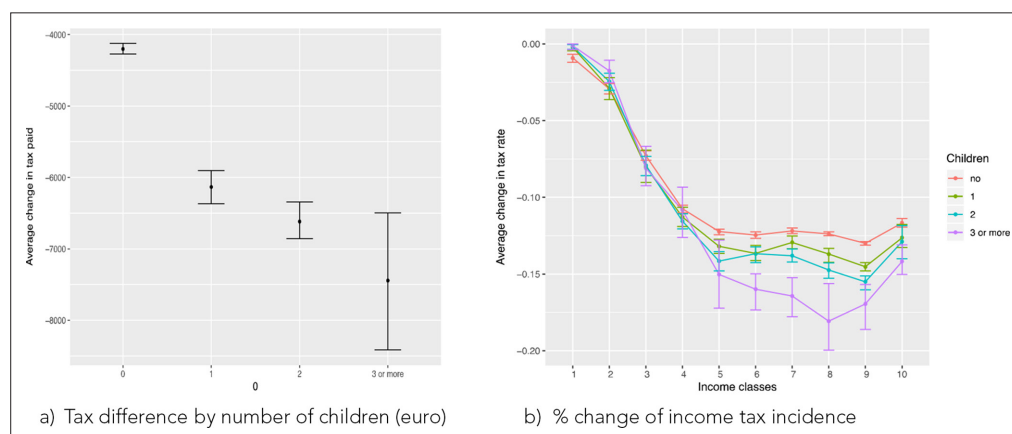 Average change in tax paid
-4000
-5000
-6000
-7000
-8000
0
1
2
3 or more
0
a) Tax difference by number of children (euro)
Average change in tax rate
0.00
−0.05
−0.10
−0.15
−0.20
1 2 3 4 5 6 7 8 9 10
Income classes
Children
no
1
2
3 or more
b) % change of income tax incidence